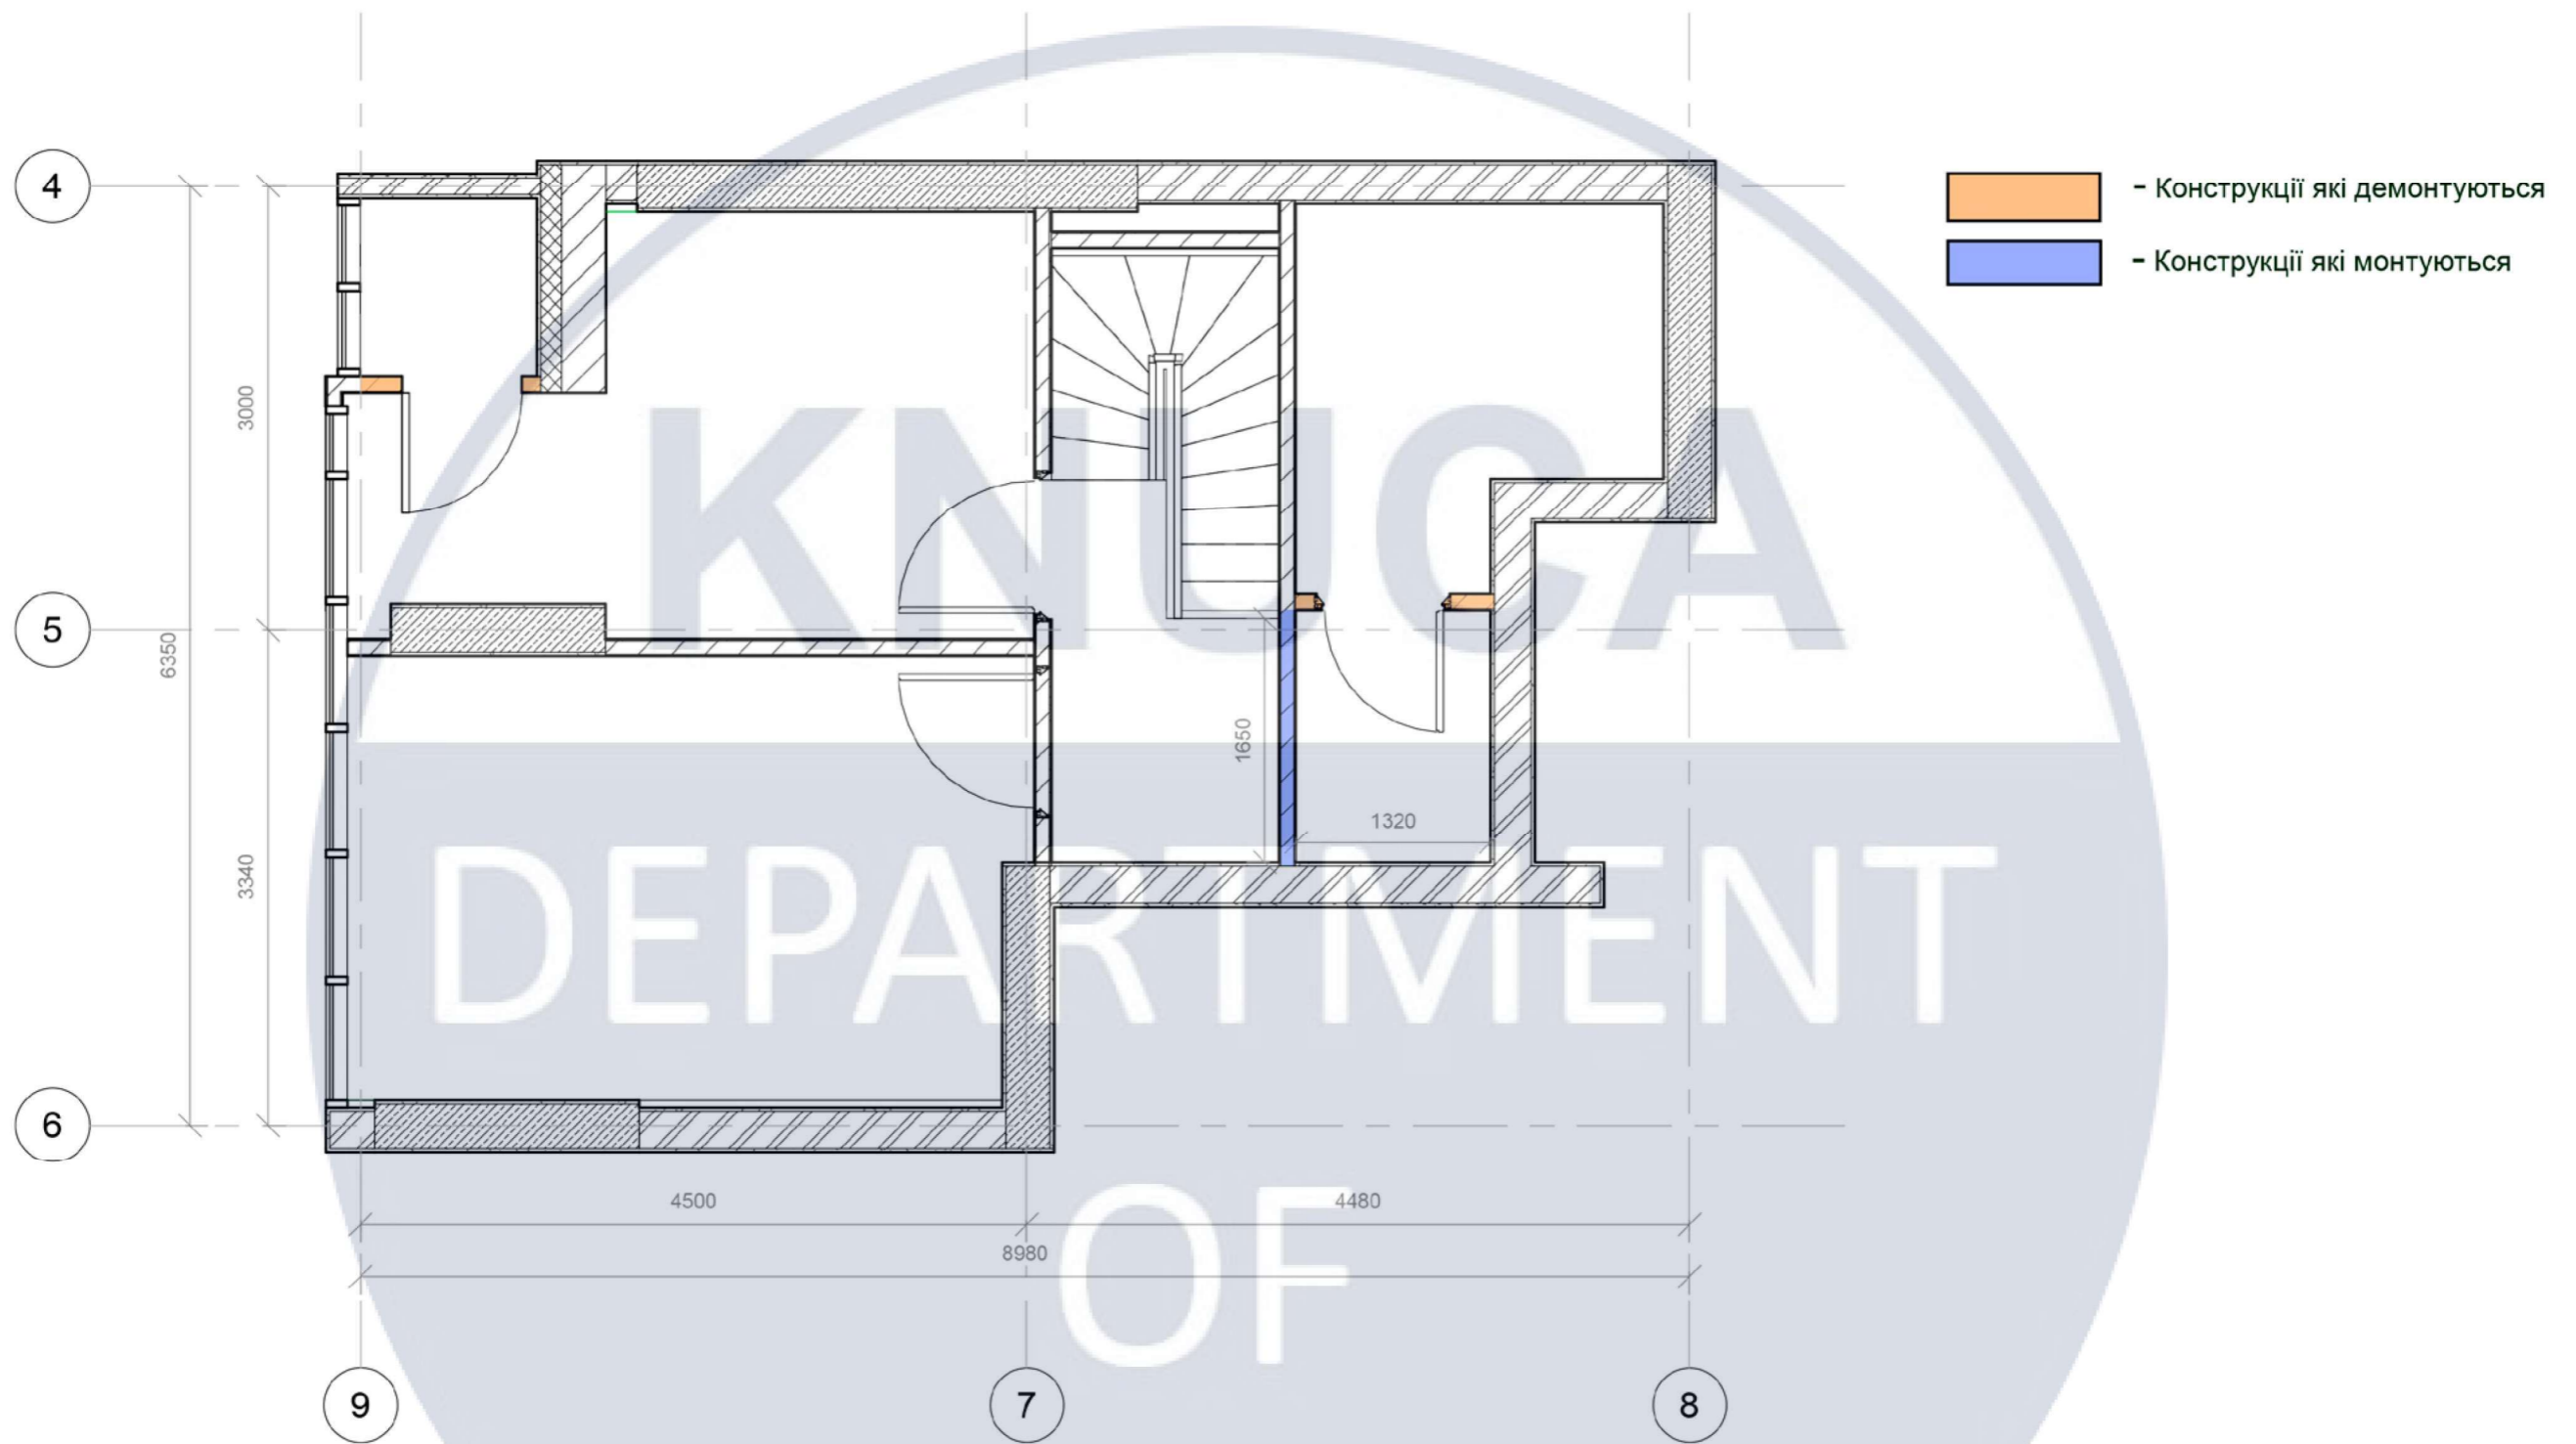 4
- Конструкції які демонтуються
- Конструкції які монтуються
3000
KNUCA
5
6350
1650
1320
3340
DEPARTMENT
6
4500
4480
8980
OF
9
7
8